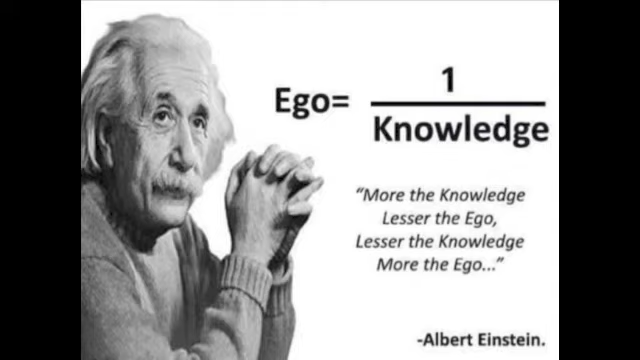 Ego= 1
Knowledge
“More the Knowledge
Lesser the Ego,
Lesser the Knowledge
More the Ego...”
-Albert Einstein.